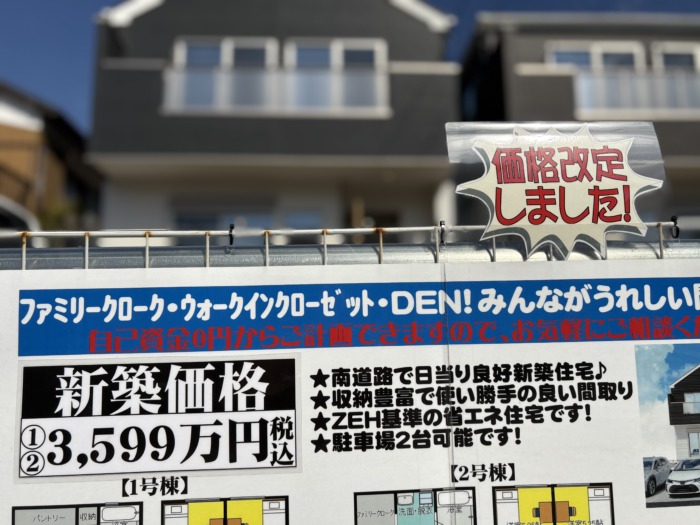 価格改定
しました!
ファミリークローク・ウォークインクローゼット・DEN!みんながうれしい
自己資金0円からご計画できますので、お気軽にご相談く
新築価格
①② 3,599万円 税込
★南道路で日当り良好新築住宅♪
★収納豊富で使い勝手の良い間取り
★ZEH基準の省エネ住宅です!
★駐車場2台可能です!
【1号棟】
【2号棟】
パントリー 収納 浴室
ファミリークローク 洗面・脱衣 浴室